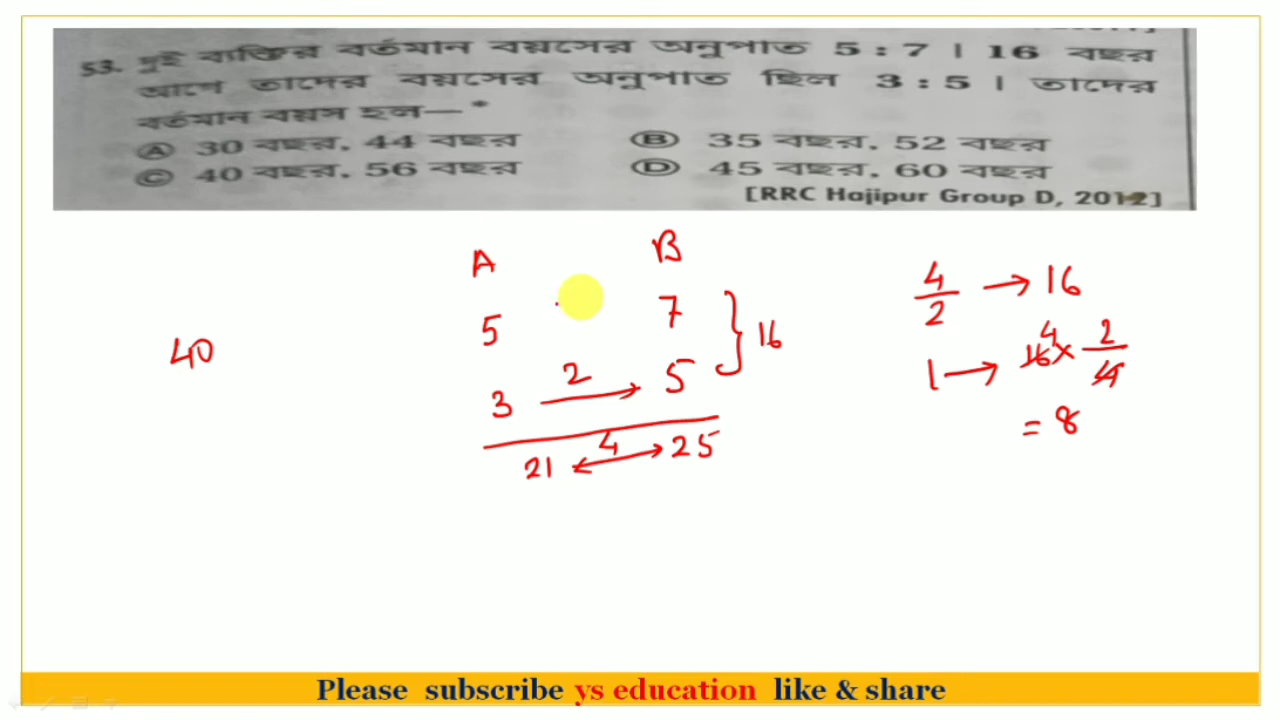 53. দুই ব্যক্তির বর্তমান বয়সের অনুপাত 5 : 7 । 16 বছর
আগে তাদের বয়সের অনুপাত ছিল 3 : 5 । তাদের
বর্তমান বয়স হল— *
Ⓐ 30 বছর, 44 বছর Ⓑ 35 বছর, 52 বছর
Ⓒ 40 বছর, 56 বছর Ⓓ 45 বছর, 60 বছর
[RRC Hajipur Group D, 2012]
A B
5 7 } 16
3 2→ 5
21 ←4→ 25
40
4/2 → 16
1 → 16 4 × 2/4
= 8
Please subscribe ys education like & share